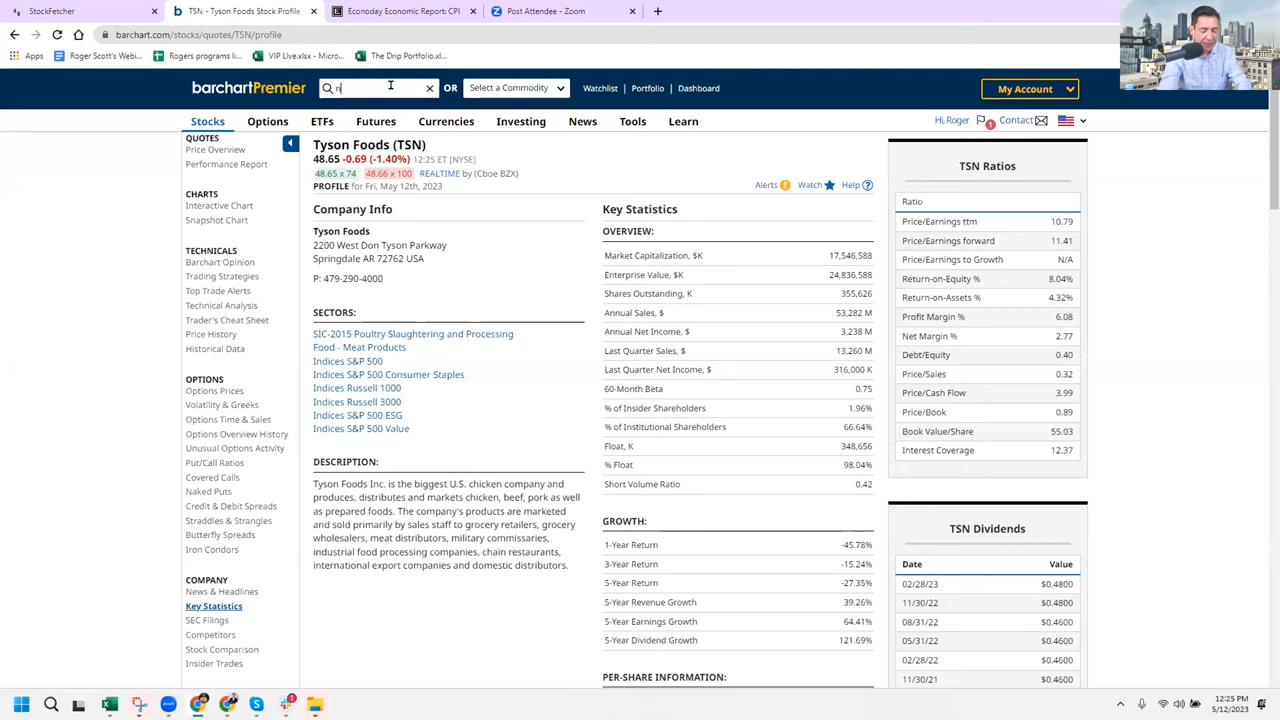 StockFetcher
TSN - Tyson Foods Stock Profile
Econoday Economic Report: CPI
Post Attendee - Zoom
barchart.com/stocks/quotes/TSN/profile
Apps
Roger Scott's Webi...
Rogers programs li...
VIP LIve.xlsx - Micro...
The Drip Portfolio.xl...
barchartPremier
n
OR
Select a Commodity
Watchlist
Portfolio
Dashboard
My Account
Stocks
Options
ETFs
Futures
Currencies
Investing
News
Tools
Learn
Hi, Roger
1
Contact
QUOTES
Price Overview
Performance Report
CHARTS
Interactive Chart
Snapshot Chart
TECHNICALS
Barchart Opinion
Trading Strategies
Top Trade Alerts
Technical Analysis
Trader's Cheat Sheet
Price History
Historical Data
OPTIONS
Options Prices
Volatility & Greeks
Options Time & Sales
Options Overview History
Unusual Options Activity
Put/Call Ratios
Covered Calls
Naked Puts
Credit & Debit Spreads
Straddles & Strangles
Butterfly Spreads
Iron Condors
COMPANY
News & Headlines
Key Statistics
SEC Filings
Competitors
Stock Comparison
Insider Trades
Tyson Foods (TSN)
48.65 -0.69 (-1.40%) 12:25 ET [NYSE]
48.65 x 74 48.66 x 100 REALTIME by (Cboe BZX)
PROFILE for Fri, May 12th, 2023
Alerts
Watch
Help
Company Info
Tyson Foods
2200 West Don Tyson Parkway
Springdale AR 72762 USA
P: 479-290-4000
SECTORS:
SIC-2015 Poultry Slaughtering and Processing
Food - Meat Products
Indices S&P 500
Indices S&P 500 Consumer Staples
Indices Russell 1000
Indices Russell 3000
Indices S&P 500 ESG
Indices S&P 500 Value
DESCRIPTION:
Tyson Foods Inc. is the biggest U.S. chicken company and
produces, distributes and markets chicken, beef, pork as well
as prepared foods. The company's products are marketed
and sold primarily by sales staff to grocery retailers, grocery
wholesalers, meat distributors, military commissaries,
industrial food processing companies, chain restaurants,
international export companies and domestic distributors.
Key Statistics
OVERVIEW:
Market Capitalization, $K 17,546,588
Enterprise Value, $K 24,836,588
Shares Outstanding, K 355,626
Annual Sales, $ 53,282 M
Annual Net Income, $ 3,238 M
Last Quarter Sales, $ 13,260 M
Last Quarter Net Income, $ 316,000 K
60-Month Beta 0.75
% of Insider Shareholders 1.96%
% of Institutional Shareholders 66.64%
Float, K 348,656
% Float 98.04%
Short Volume Ratio 0.42
GROWTH:
1-Year Return -45.78%
3-Year Return -15.24%
5-Year Return -27.35%
5-Year Revenue Growth 39.26%
5-Year Earnings Growth 64.41%
5-Year Dividend Growth 121.69%
PER-SHARE INFORMATION:
TSN Ratios
Ratio
Price/Earnings ttm 10.79
Price/Earnings forward 11.41
Price/Earnings to Growth N/A
Return-on-Equity % 8.04%
Return-on-Assets % 4.32%
Profit Margin % 6.08
Net Margin % 2.77
Debt/Equity 0.40
Price/Sales 0.32
Price/Cash Flow 3.99
Price/Book 0.89
Book Value/Share 55.03
Interest Coverage 12.37
TSN Dividends
Date Value
02/28/23 $0.4800
11/30/22 $0.4800
08/31/22 $0.4600
05/31/22 $0.4600
02/28/22 $0.4600
11/30/21 $0.4600
zoom
1
12:25 PM
5/12/2023